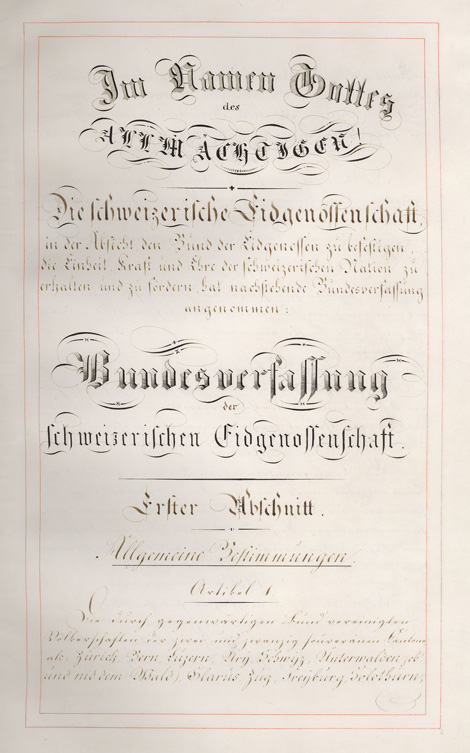 Im Namen Gottes
des
ALLMÄCHTIGEN!
Die schweizerische Eidgenossenschaft,
in der Absicht den Bund der Eidgenossen zu befestigen,
die Einheit Kraft und Ehre der schweizerischen Nation zu
erhalten und zu fördern hat nachstehende Bundesverfassung
angenommen:
Bundesverfassung
der
schweizerischen Eidgenossenschaft.
Erster Abschnitt.
Allgemeine Bestimmungen.
Artikel 1
Die durch gegenwärtigen Bund vereinigten
Völkerschaften der zwei und zwanzig souveränen Kantone
als: Zürich, Bern, Luzern, Ury, Schwyz, Unterwalden (ob
und nid dem Wald), Glarus, Zug, Freyburg, Solothurn,